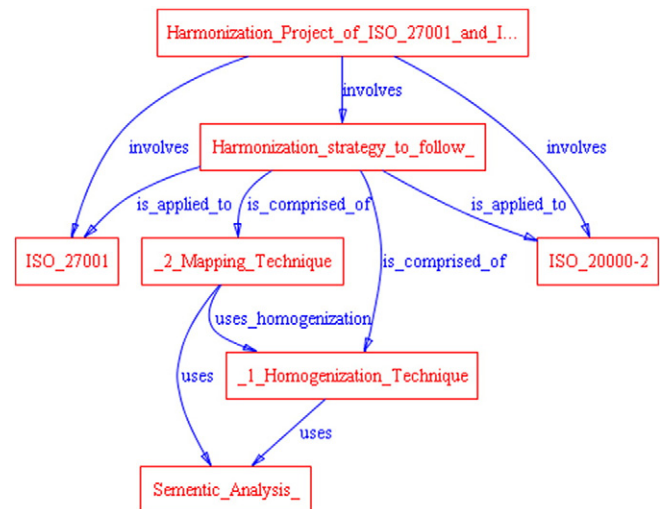 Harmonization_Project_of_ISO_27001_and_I...
involves
involves
involves
Harmonization_strategy_to_follow_
is_applied_to
is_comprised_of
is_applied_to
ISO_27001
_2_Mapping_Technique
is_comprised_of
ISO_20000-2
uses_homogenization
uses
_1_Homogenization_Technique
uses
Sementic_Analysis_